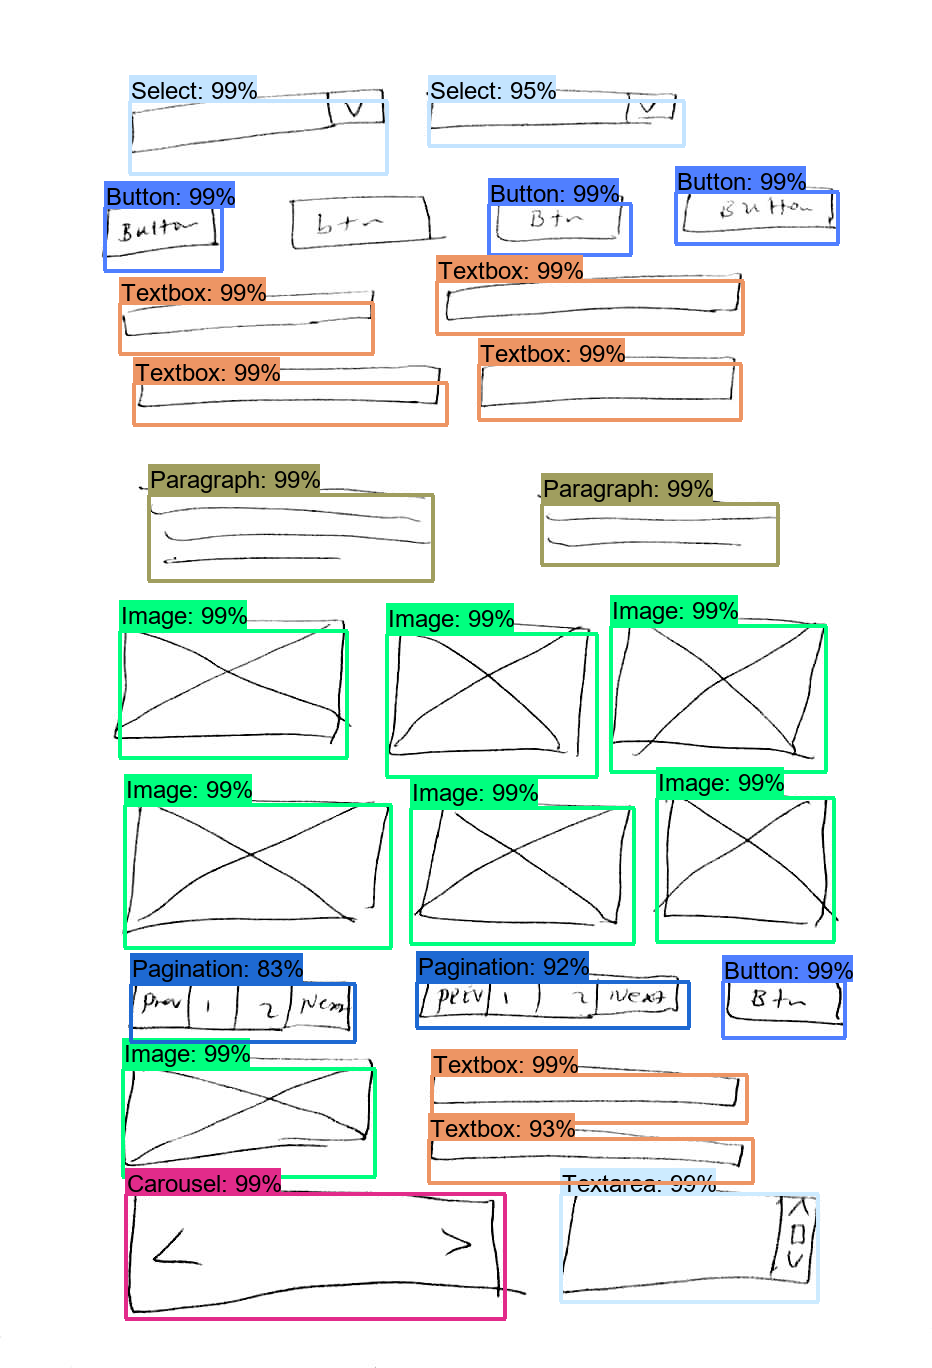 Select: 99% Select: 95%
Button: 99% Button: 99% Button: 99%
Button btn Btn Button
Textbox: 99% Textbox: 99%
Textbox: 99% Textbox: 99%
Paragraph: 99% Paragraph: 99%
Image: 99% Image: 99% Image: 99%
Image: 99% Image: 99% Image: 99%
Pagination: 83% Pagination: 92% Button: 99%
Prev 1 2 Next PREV 1 2 Next Btn
Image: 99% Textbox: 99%
Textbox: 93%
Carousel: 99% Textarea: 99%
< >